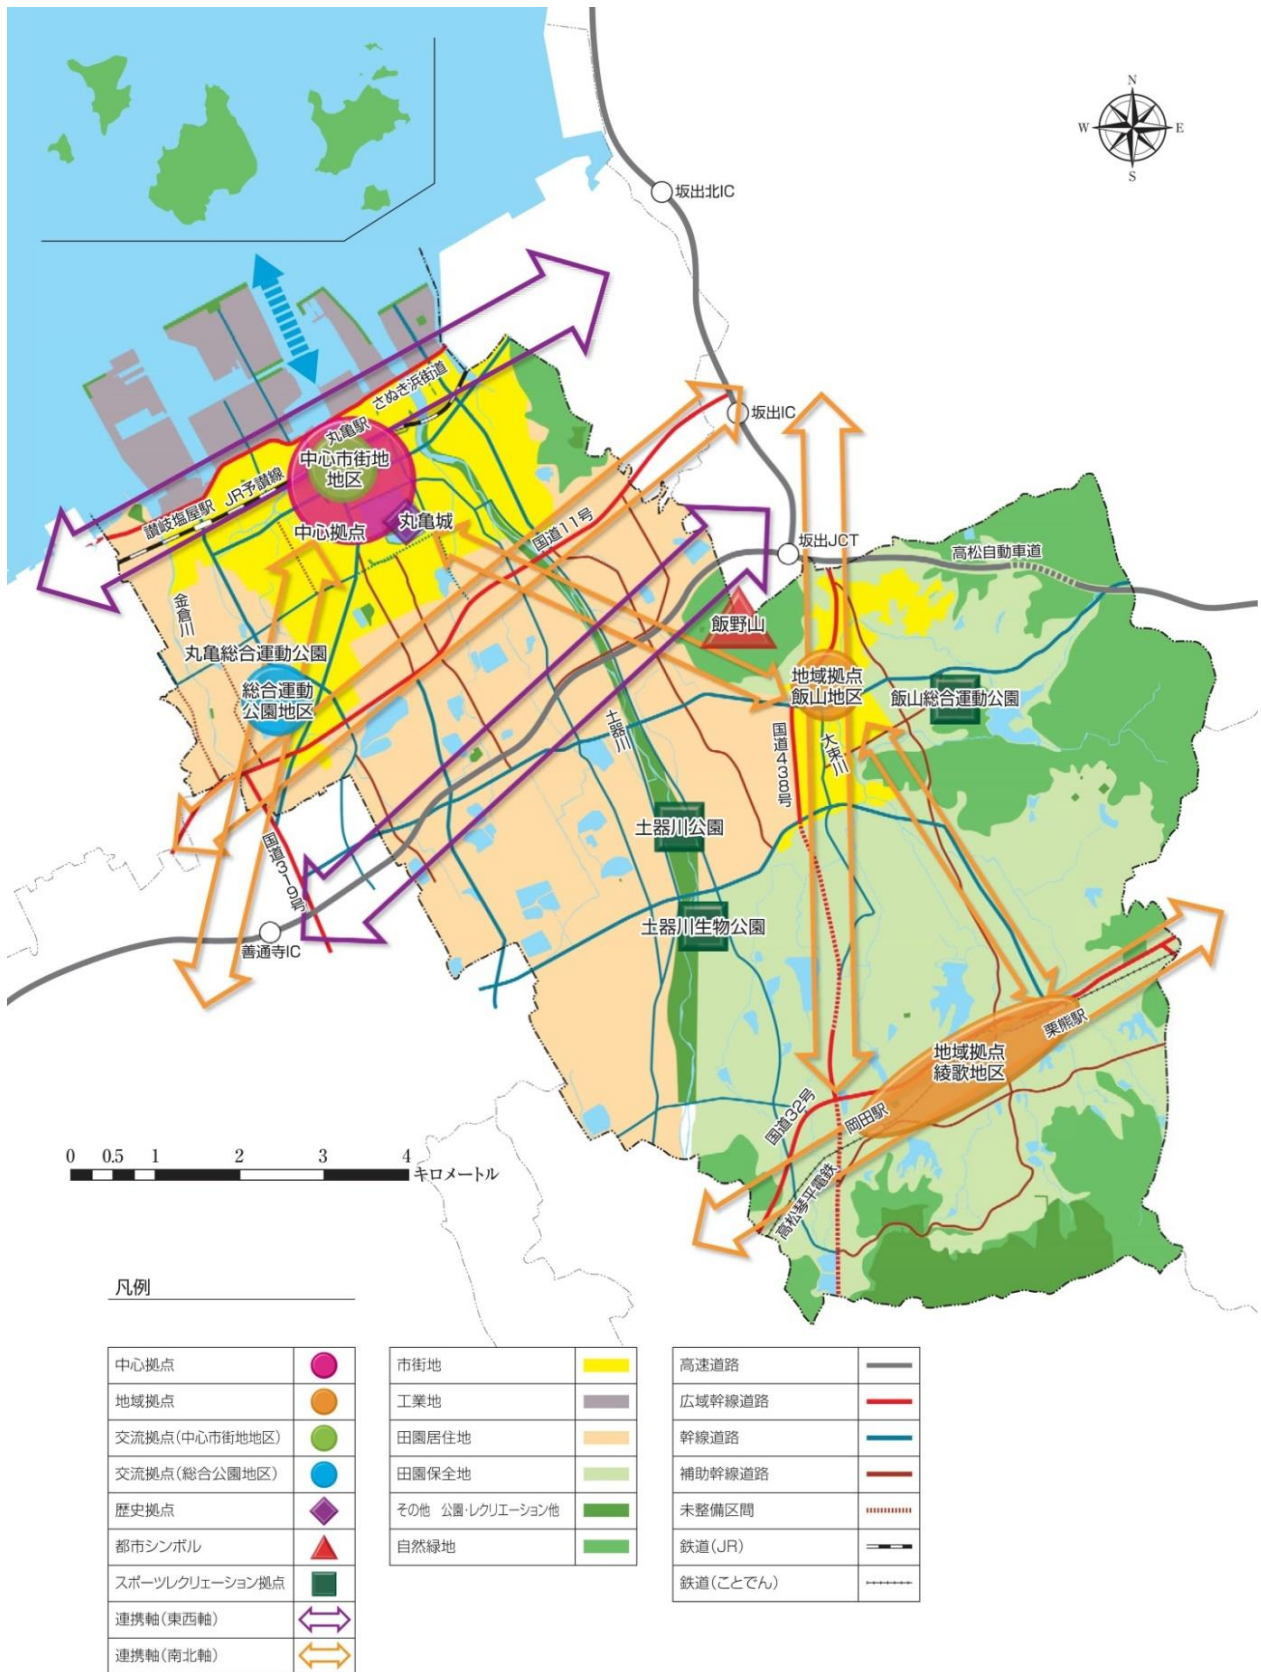 N
W
E
S
坂出北IC
さぬき浜街道
坂出IC
丸亀駅
中心市街地
地区
JR予讃線
讃岐塩屋駅
中心拠点
丸亀城
国道11号
坂出JCT
高松自動車道
金倉川
飯野山
丸亀総合運動公園
総合運動
公園地区
地域拠点
飯山地区
飯山総合運動公園
土器川
国道438号
大束川
土器川公園
国道319号
土器川生物公園
善通寺IC
栗熊駅
地域拠点
綾歌地区
国道32号
岡田駅
高松琴平電鉄
0 0.5 1 2 3 4 キロメートル
凡例
中心拠点
地域拠点
交流拠点(中心市街地地区)
交流拠点(総合公園地区)
歴史拠点
都市シンボル
スポーツレクリェーション拠点
連携軸(東西軸)
連携軸(南北軸)
市街地
工業地
田園居住地
田園保全地
その他 公園・レクリエーション他
自然緑地
高速道路
広域幹線道路
幹線道路
補助幹線道路
未整備区間
鉄道(JR)
鉄道(ことでん)